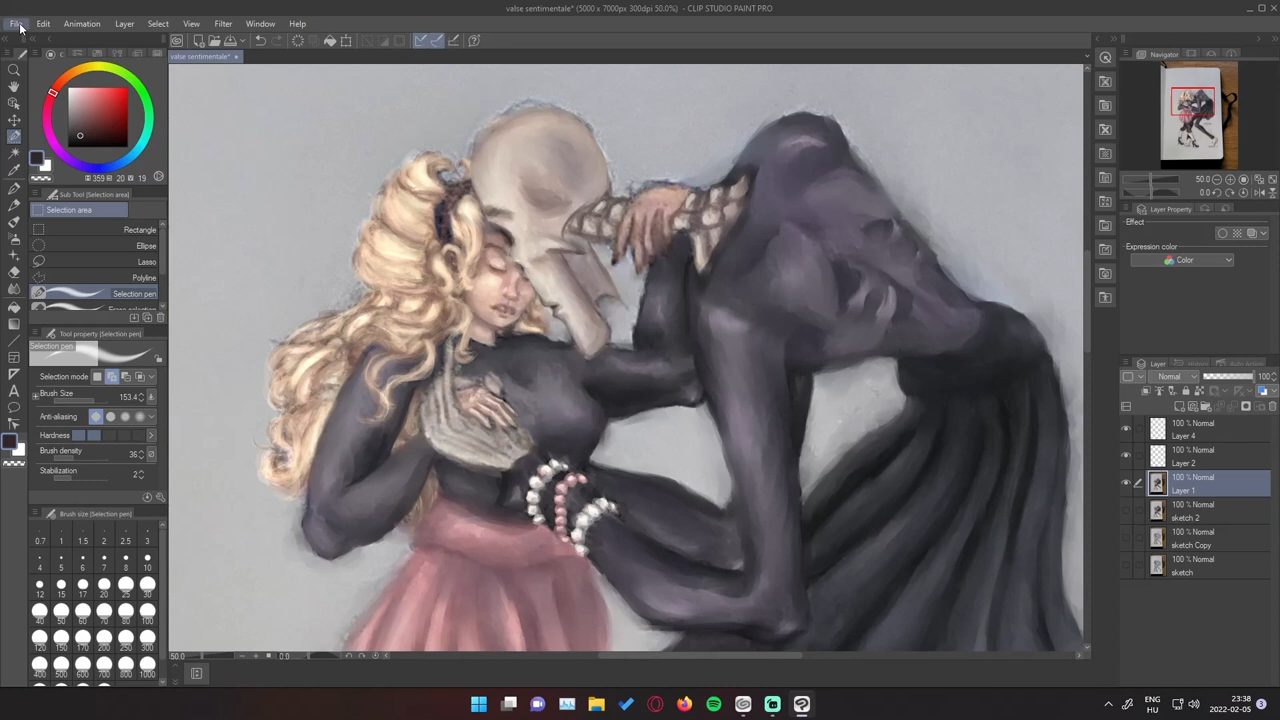 valse sentimentale* (5000 x 7000px 300dpi 50.0%) - CLIP STUDIO PAINT PRO
File Edit Animation Layer Select View Filter Window Help
valse sentimentale*
359 20 19
Sub Tool [Selection area]
Selection area
Rectangle
Ellipse
Lasso
Polyline
Selection pen
Tool property [Selection pen]
Selection pen
Selection mode
Brush Size 153.4
Anti-aliasing
Hardness
Brush density 36
Stabilization 2
Brush size [Selection pen]
0.7 1 1.5 2 2.5 3
4 5 6 7 8 10
12 15 17 20 25 30
40 50 60 70 80 100
120 150 170 200 250 300
400 500 600 700 800 1000
50.0 0.0
Navigator
50.0
0.0
Layer Property
Effect
Expression color
Color
Layer
Normal 100
100 % Normal
Layer 4
100 % Normal
Layer 2
100 % Normal
Layer 1
100 % Normal
sketch 2
100 % Normal
sketch Copy
100 % Normal
sketch
ENG
HU
23:38
2022-02-05
3